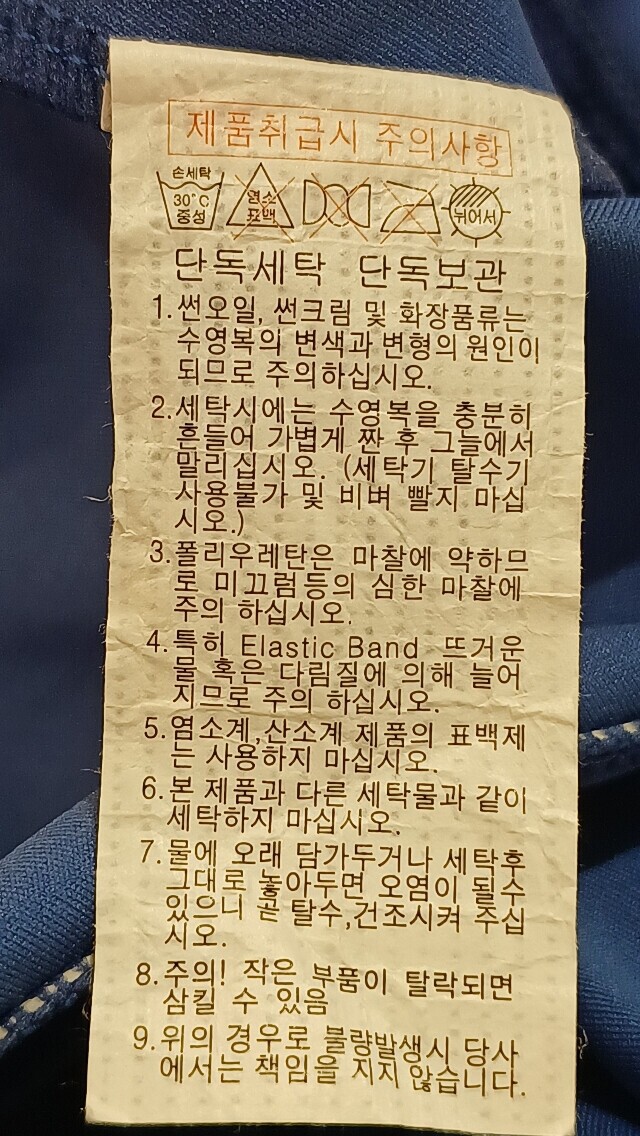 제품취급시 주의사항
손세탁
30°C
중성
염소
표백
뉘어서
단독세탁 단독보관
1. 썬오일, 썬크림 및 화장품류는
수영복의 변색과 변형의 원인이
되므로 주의하십시오.
2. 세탁시에는 수영복을 충분히
흔들어 가볍게 짠 후 그늘에서
말리십시오. (세탁기 탈수기
사용불가 및 비벼 빨지 마십
시오.)
3. 폴리우레탄은 마찰에 약하므
로 미끄럼등의 심한 마찰에
주의 하십시오.
4. 특히 Elastic Band 뜨거운
물 혹은 다림질에 의해 늘어
지므로 주의 하십시오.
5. 염소계,산소계 제품의 표백제
는 사용하지 마십시오.
6. 본 제품과 다른 세탁물과 같이
세탁하지 마십시오.
7. 물에 오래 담가두거나 세탁후
그대로 놓아두면 오염이 될수
있으니 곧 탈수,건조시켜 주십
시오.
8. 주의! 작은 부품이 탈락되면
삼킬 수 있음
9. 위의 경우로 불량발생시 당사
에서는 책임을 지지 않습니다.